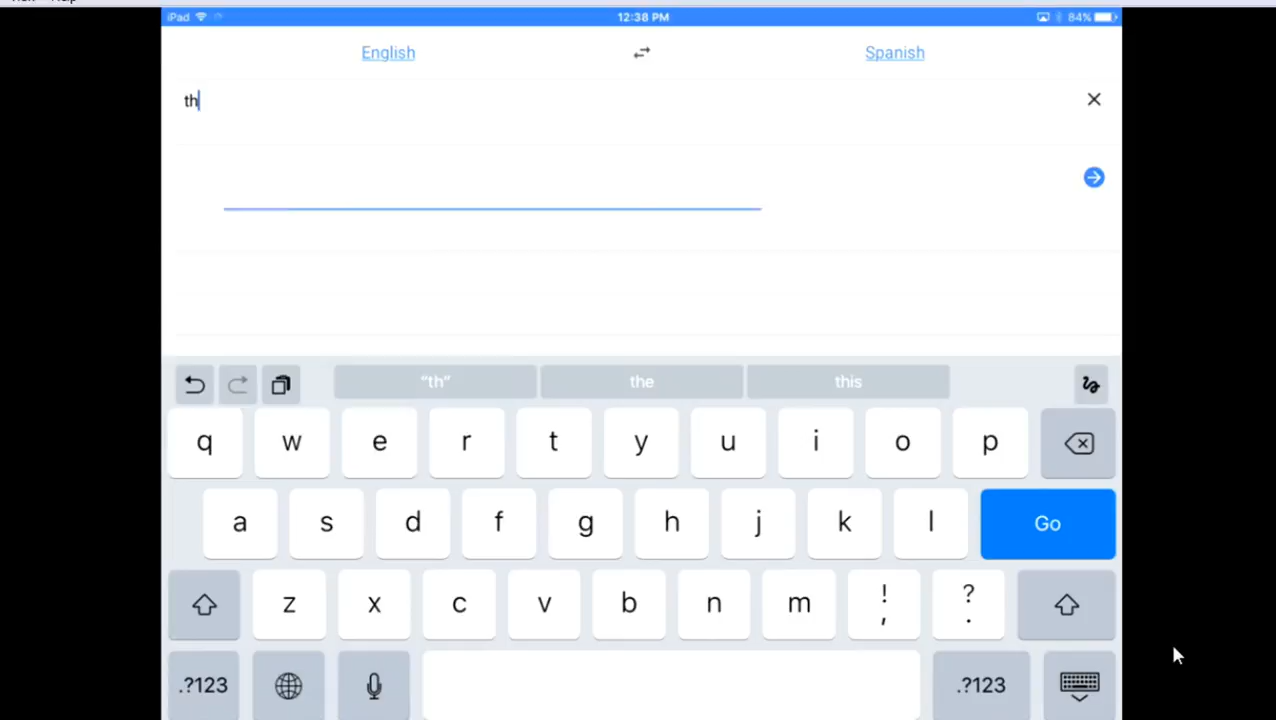 iPad 12:38 PM 84%
English Spanish
th
"th" the this
q w e r t y u i o p
a s d f g h j k l Go
z x c v b n m ! , ? .
.?123 .?123